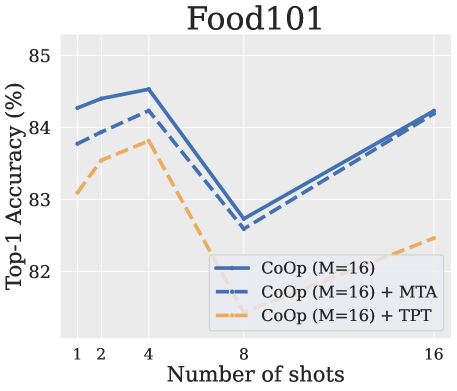 Food101
Top-1 Accuracy (%)
85
84
83
82
CoOp (M=16)
CoOp (M=16) + MTA
CoOp (M=16) + TPT
1 2 4 8 16
Number of shots